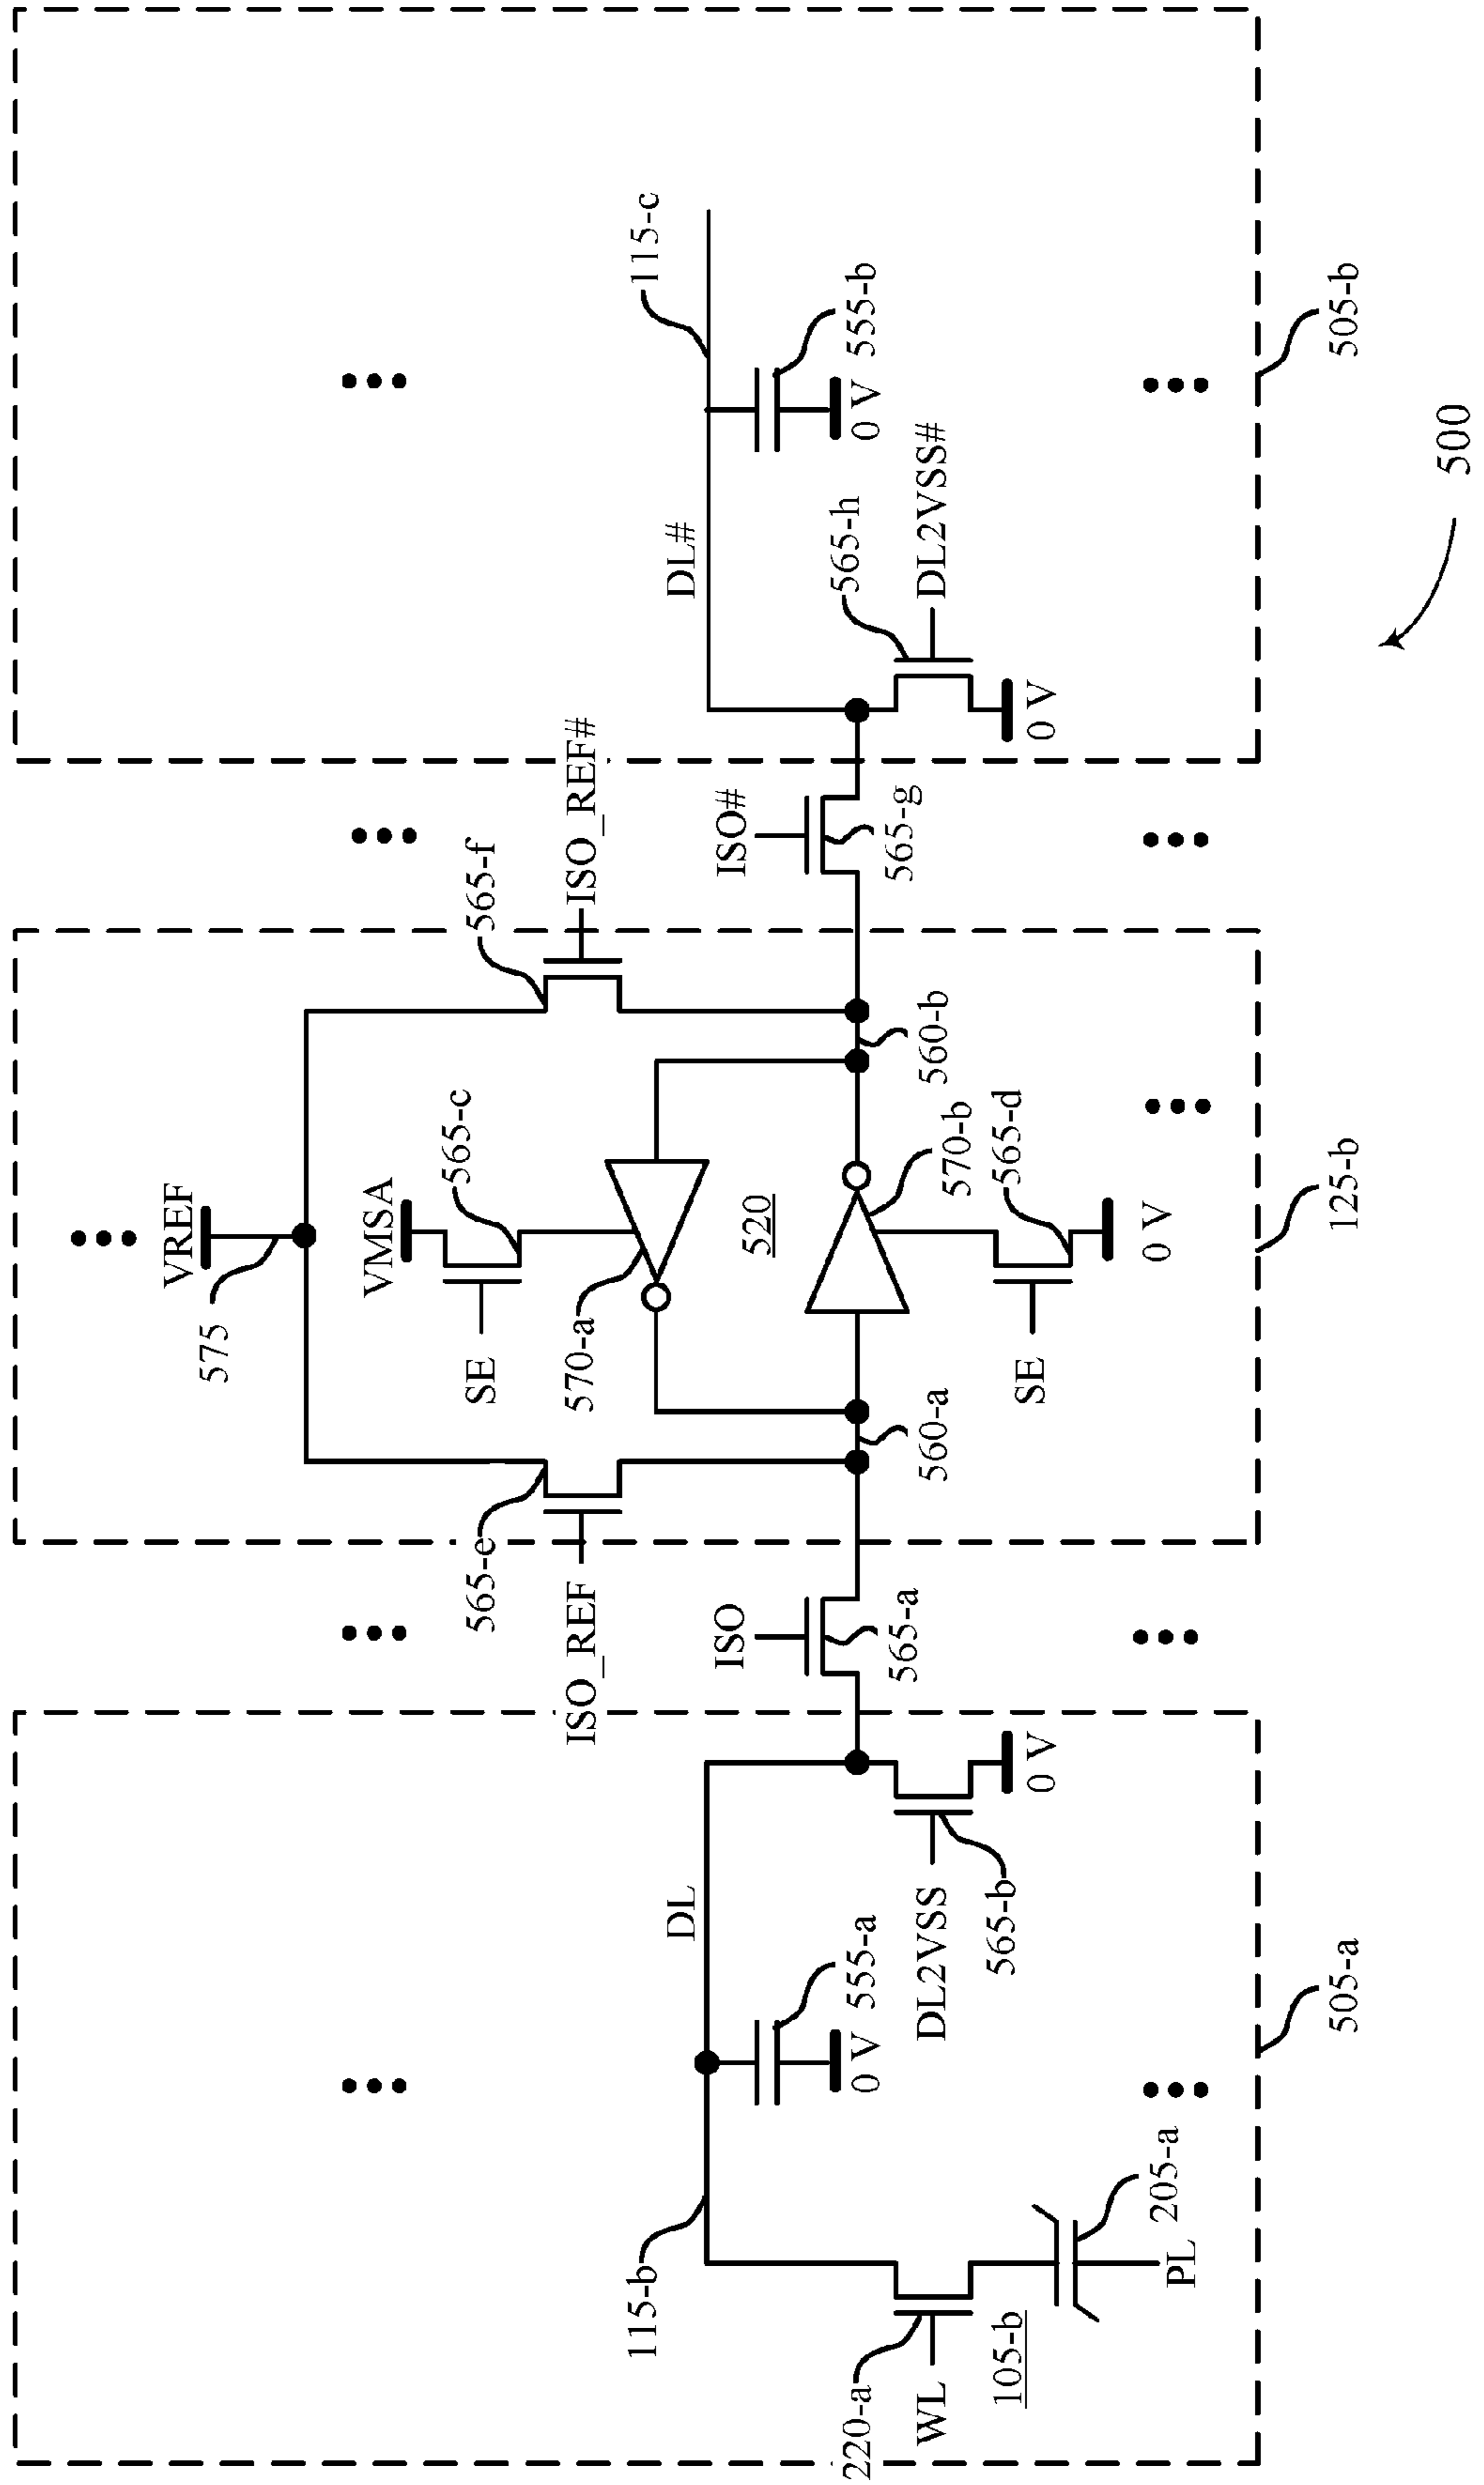 VREF
575
VMSA
565-c
SE
570-a
520
570-b
SE
565-d
0 V
565-e
ISO_REF
565-f
ISO_REF#
560-a
560-b
125-b
ISO
565-a
ISO#
565-g
DL
115-b
555-a
0 V
DL2VSS
565-b
0 V
220-a
WL
105-b
205-a
PL
505-a
DL#
115-c
555-b
0 V
565-h
DL2VSS#
0 V
505-b
500